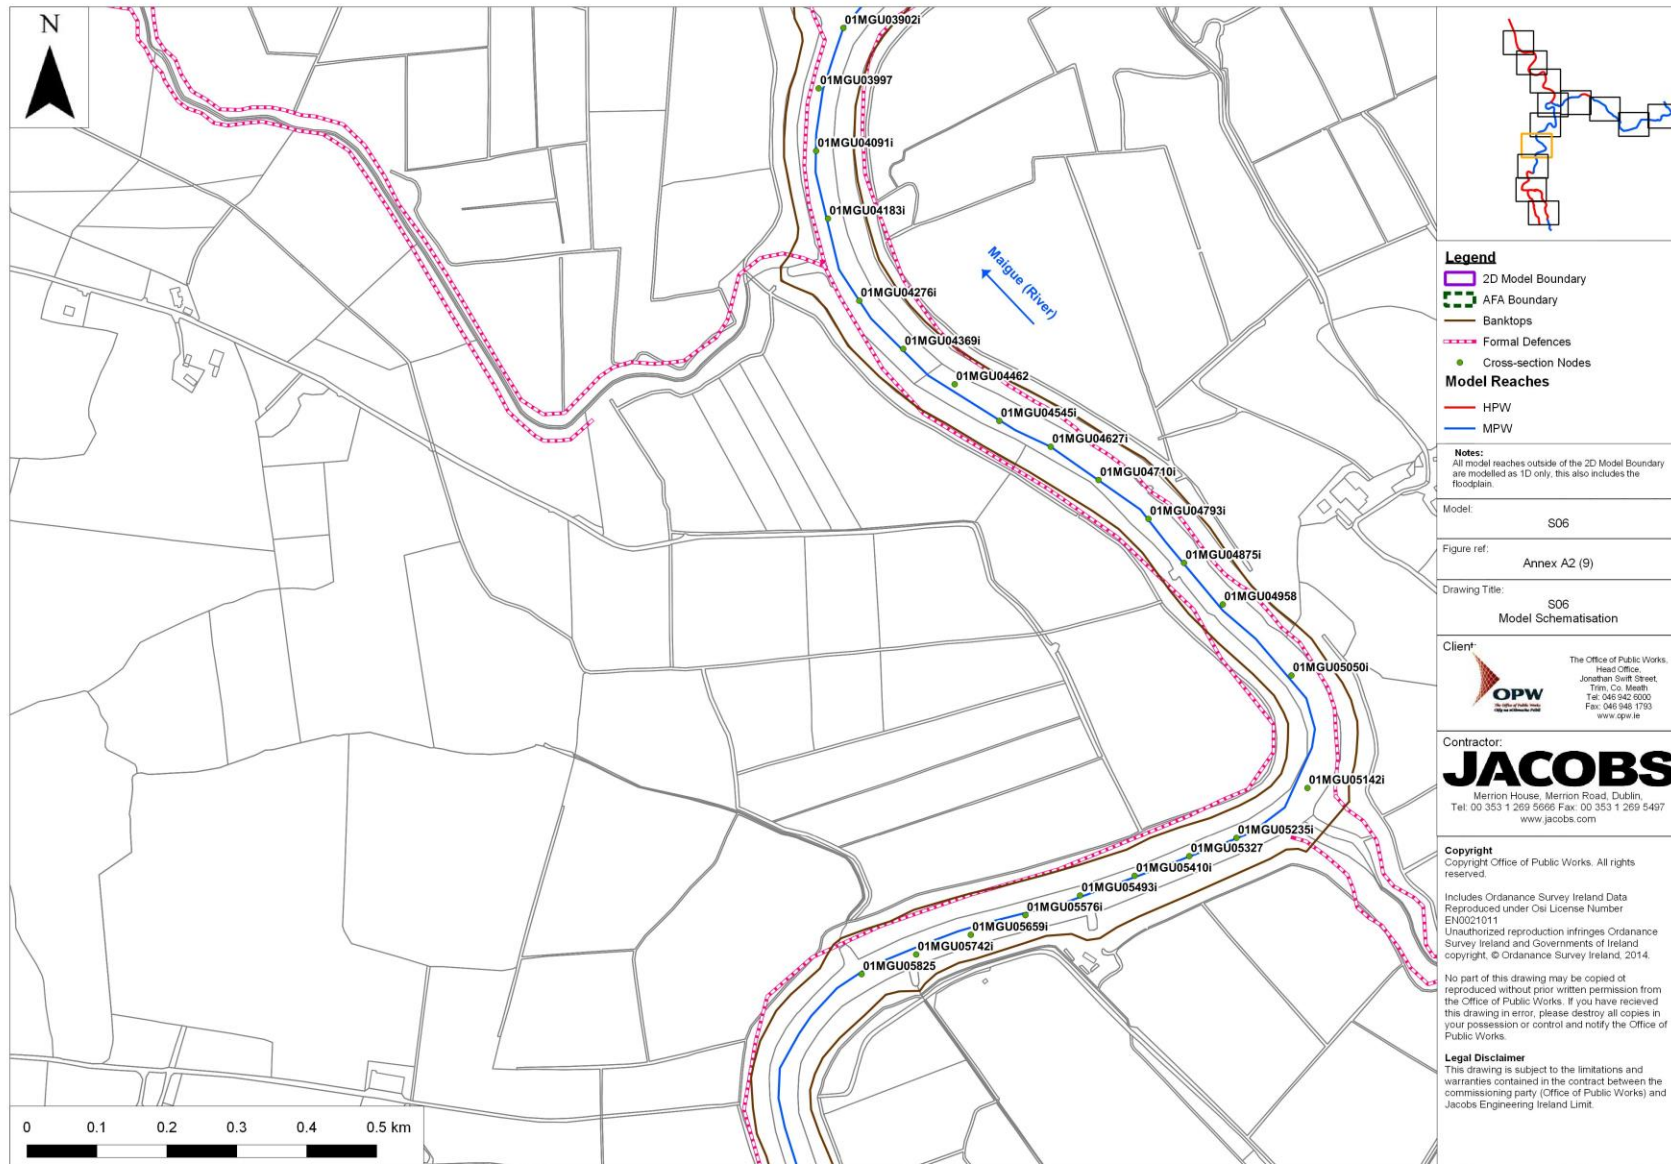 N
01MGU03902i
01MGU03997
01MGU04091i
01MGU04183i
Maigue (River)
01MGU04276i
01MGU04369i
01MGU04462
01MGU04545i
01MGU04627i
01MGU04710i
01MGU04793i
01MGU04875i
01MGU04958
01MGU05050i
01MGU05142i
01MGU05235i
01MGU05327
01MGU05410i
01MGU05493i
01MGU05576i
01MGU05659i
01MGU05742i
01MGU05825
0 0.1 0.2 0.3 0.4 0.5 km
Legend
2D Model Boundary
AFA Boundary
Banktops
Formal Defences
Cross-section Nodes
Model Reaches
HPW
MPW
Notes:
All model reaches outside of the 2D Model Boundary
are modelled as 1D only, this also includes the
floodplain.
Model:
S06
Figure ref:
Annex A2 (9)
Drawing Title:
S06
Model Schematisation
Client:
OPW
The Office of Public Works
The Office of Public Works,
Head Office,
Jonathan Swift Street,
Trim, Co. Meath
Tel: 046 942 6000
Fax: 046 948 1793
www.opw.ie
Contractor:
JACOBS
Merrion House, Merrion Road, Dublin,
Tel: 00 353 1 269 5666 Fax: 00 353 1 269 5497
www.jacobs.com
Copyright
Copyright Office of Public Works. All rights
reserved.
Includes Ordanance Survey Ireland Data
Reproduced under Osi License Number
EN0021011
Unauthorized reproduction infringes Ordanance
Survey Ireland and Governments of Ireland
copyright, © Ordanance Survey Ireland, 2014.
No part of this drawing may be copied of
reproduced without prior written permission from
the Office of Public Works. If you have recieved
this drawing in error, please destroy all copies in
your possession or control and notify the Office of
Public Works.
Legal Disclaimer
This drawing is subject to the limitations and
warranties contained in the contract between the
commissioning party (Office of Public Works) and
Jacobs Engineering Ireland Limit.